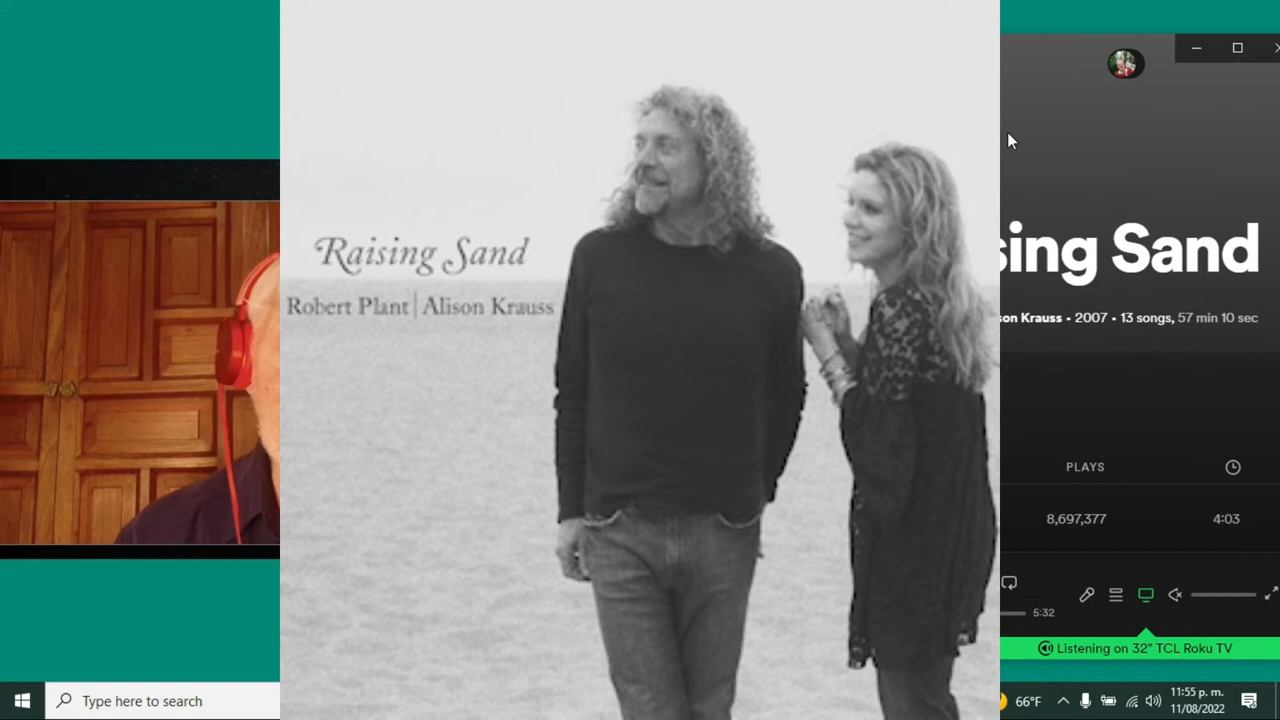 Raising Sand
Robert Plant | Alison Krauss
sing Sand
son Krauss • 2007 • 13 songs, 57 min 10 sec
PLAYS
8,697,377 4:03
5:32
Listening on 32" TCL Roku TV
Type here to search
66°F
11:55 p. m.
11/08/2022